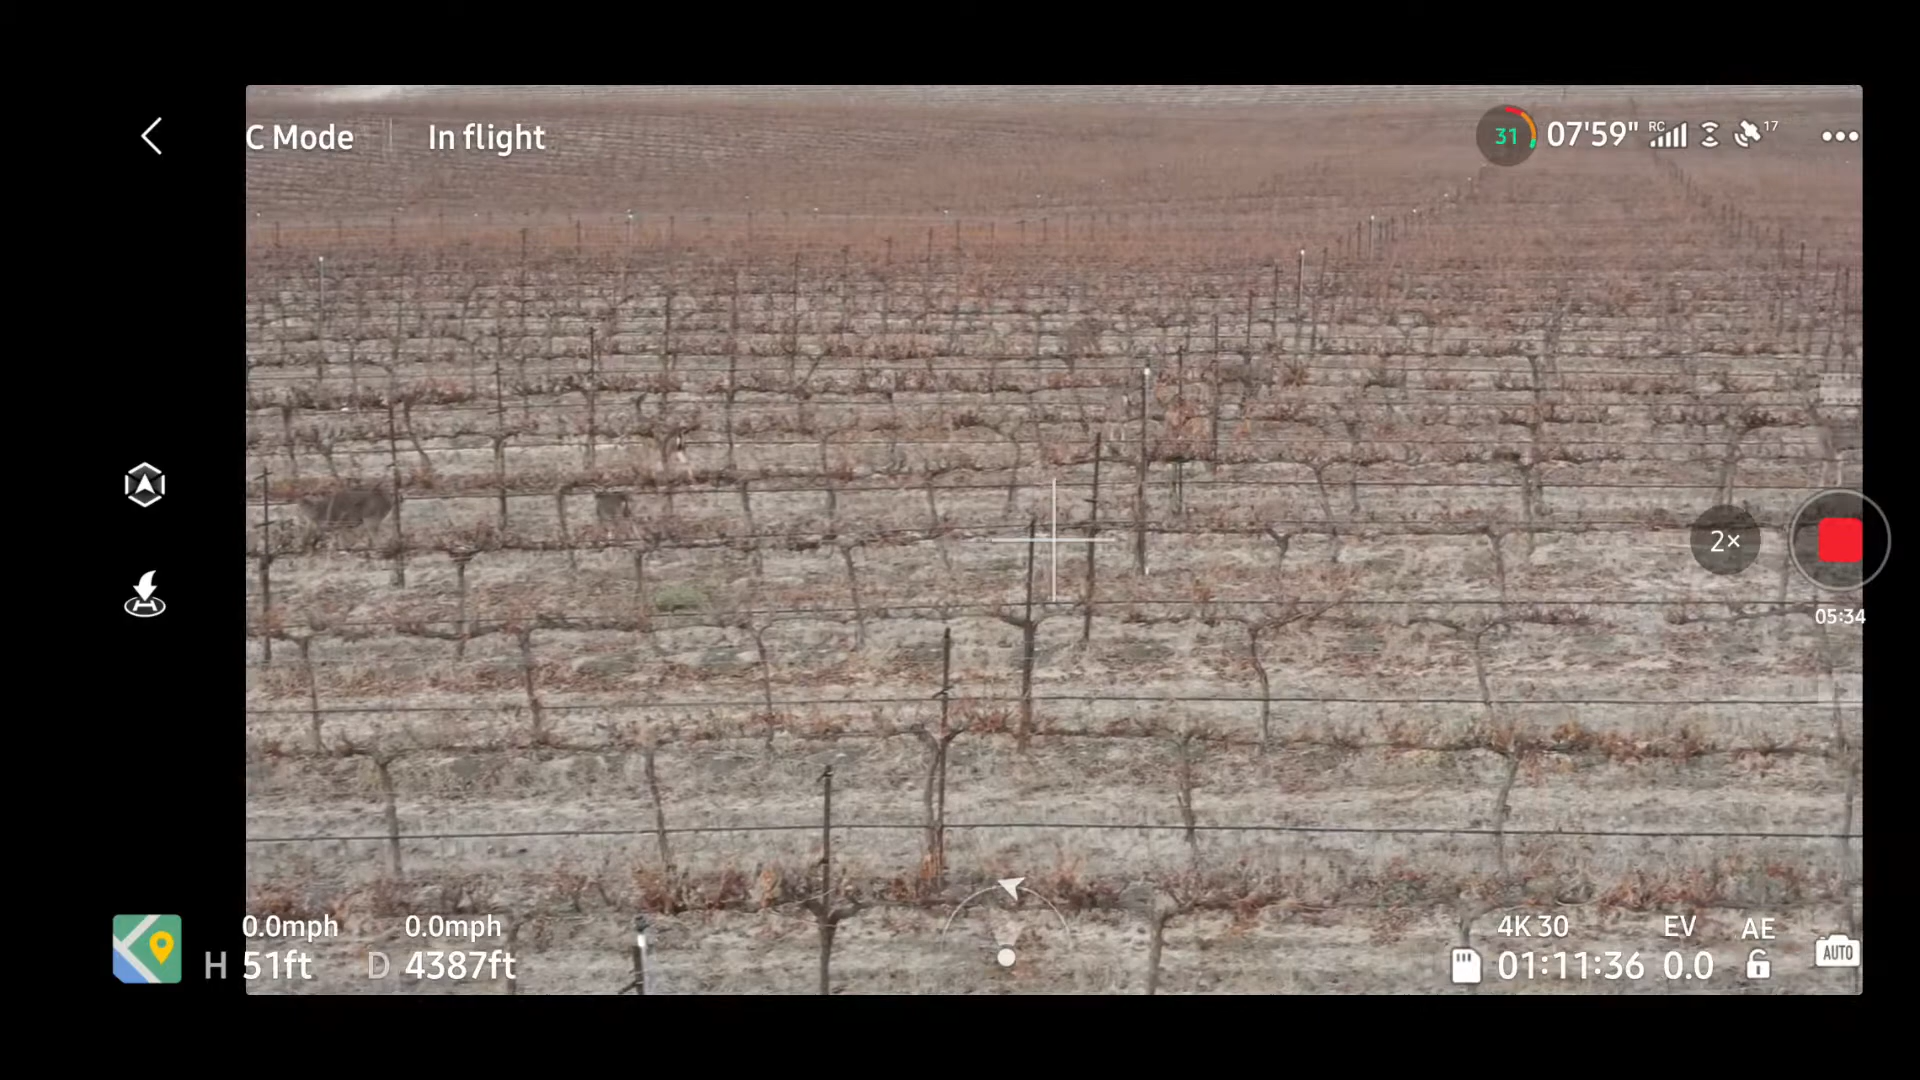 C Mode In flight 31 07'59" RC 17
2×
05:34
0.0mph 0.0mph 4K 30 EV AE
H 51ft D 4387ft 01:11:36 0.0 AUTO